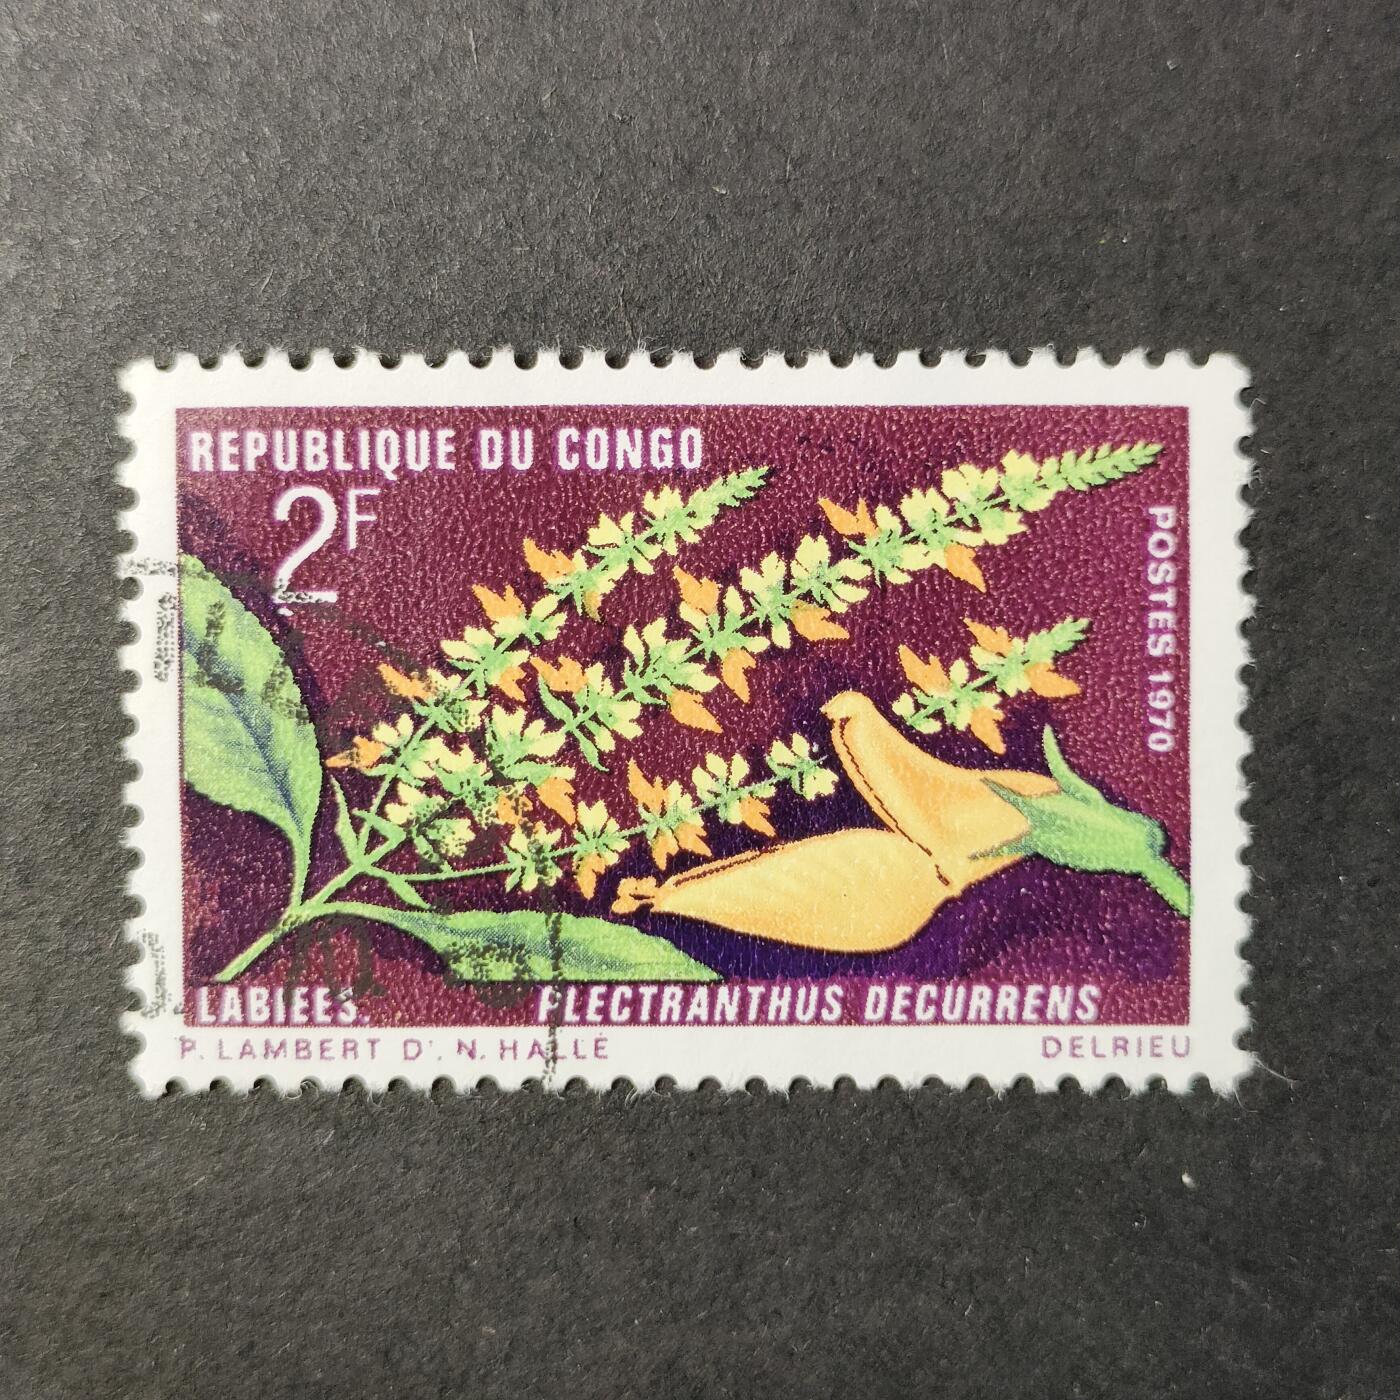 REPUBLIQUE DU CONGO
2F
POSTES 1970
LABIEES. PLECTRANTHUS DECURRENS
P. LAMBERT D'. N. HALLE DELRIEU